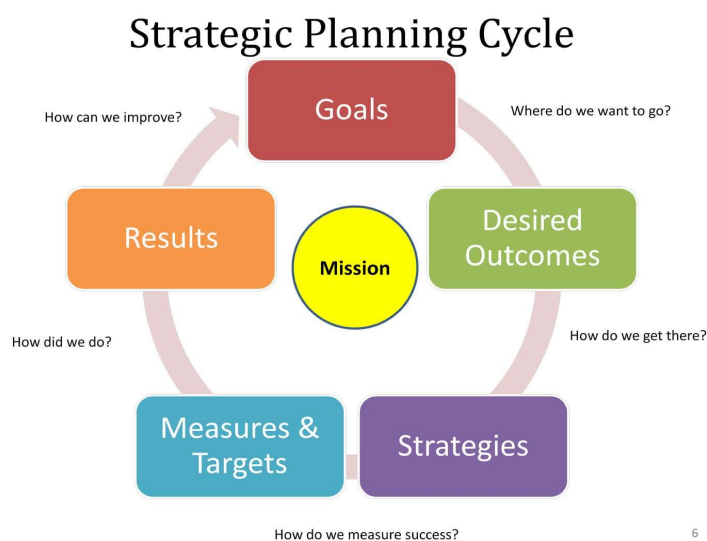 Strategic Planning Cycle
Goals
How can we improve?
Where do we want to go?
Desired
Outcomes
Results
Mission
How do we get there?
How did we do?
Measures &
Targets
Strategies
How do we measure success?
6